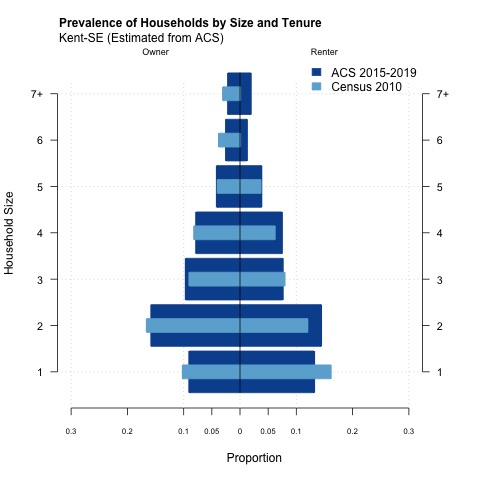 Prevalence of Households by Size and Tenure
Kent-SE (Estimated from ACS)
Owner Renter
ACS 2015-2019
Census 2010
7+ 7+
6 6
5 5
4 4
3 3
2 2
1 1
Household Size
0.3 0.2 0.1 0.05 0 0.05 0.1 0.2 0.3
Proportion